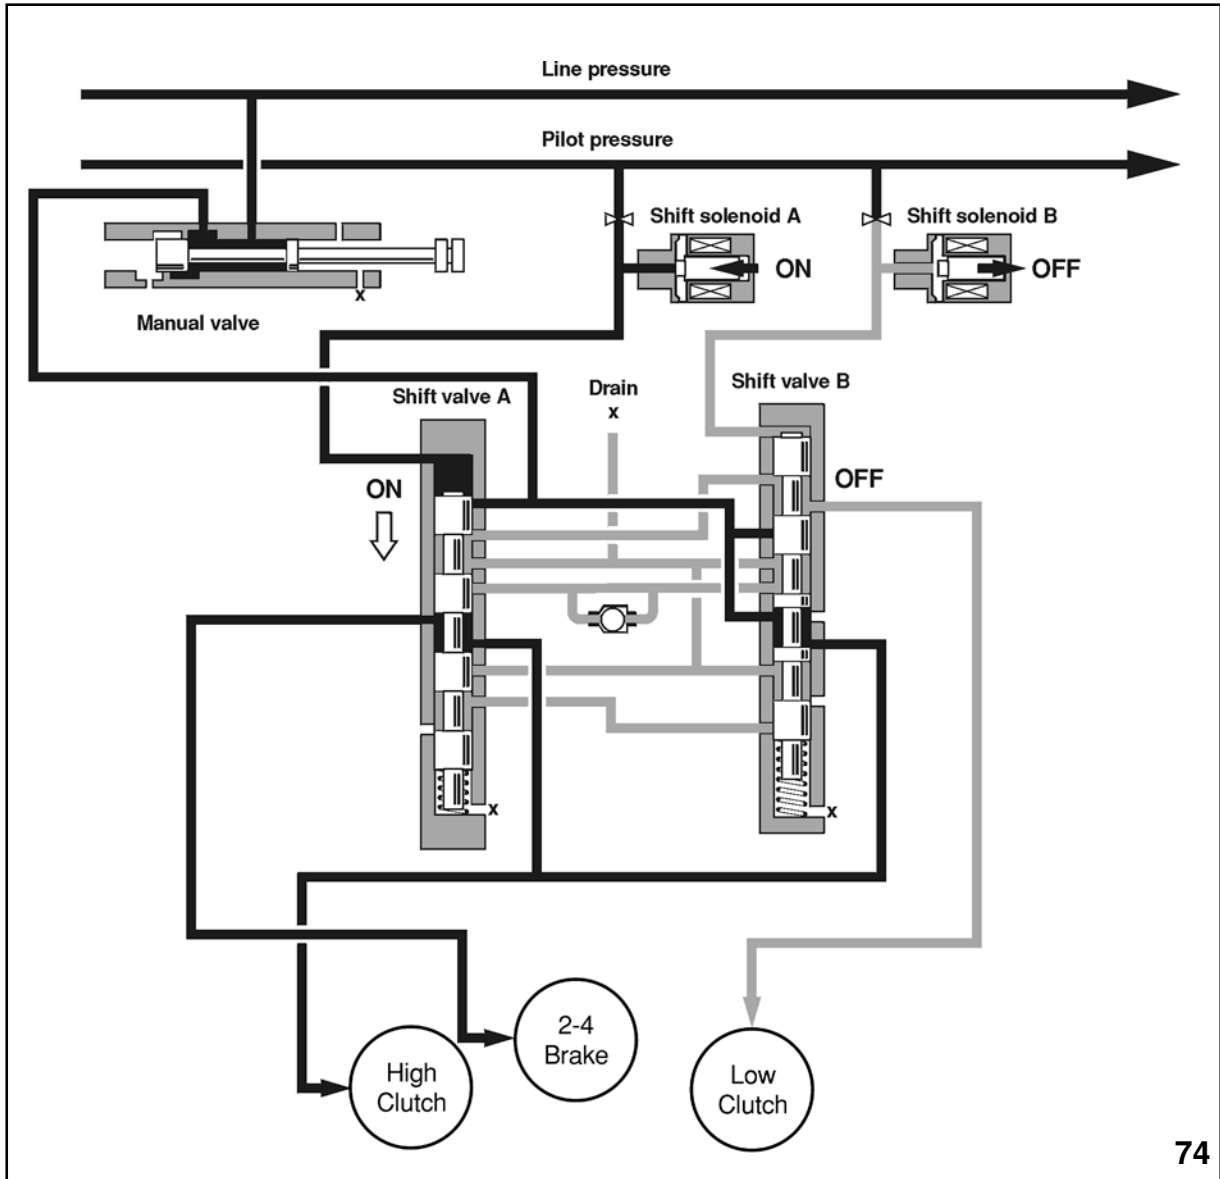 Line pressure
Pilot pressure
Shift solenoid A
Shift solenoid B
ON
OFF
x
Manual valve
Shift valve A
Drain
x
Shift valve B
ON
OFF
x
x
2-4
Brake
High
Clutch
Low
Clutch
74